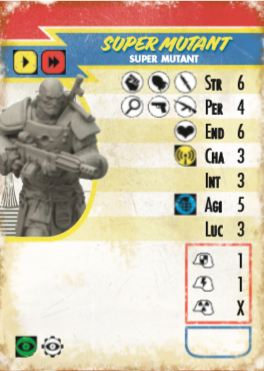 SUPER MUTANT
SUPER MUTANT
STR 6
PER 4
END 6
CHA 3
INT 3
AGI 5
LUC 3
1
1
X